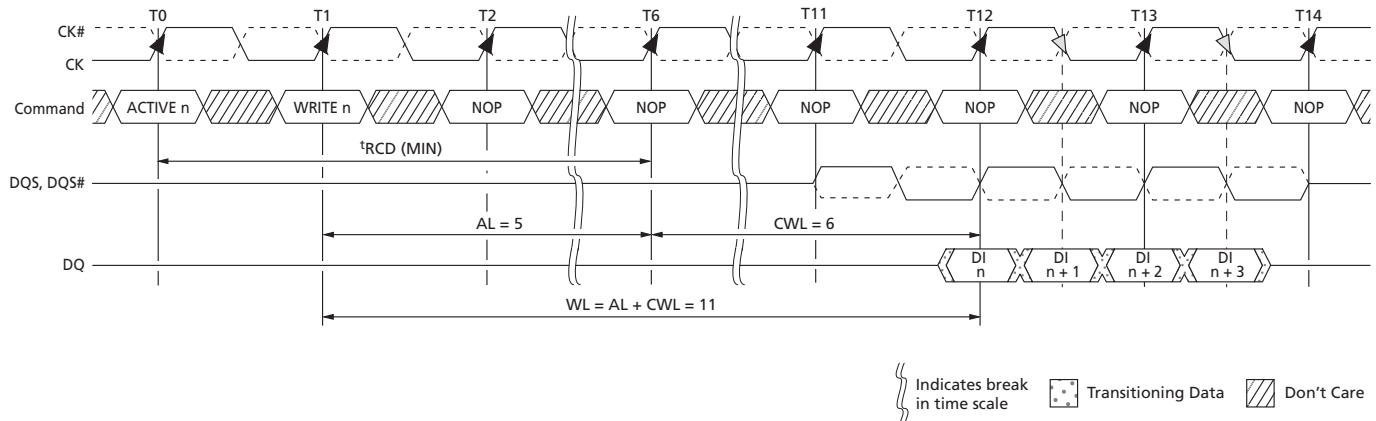 T0 T1 T2 T6 T11 T12 T13 T14
CK#
CK
Command ACTIVE n WRITE n NOP NOP NOP NOP NOP NOP
tRCD (MIN)
DQS, DQS#
AL = 5 CWL = 6
DQ DI n DI n + 1 DI n + 2 DI n + 3
WL = AL + CWL = 11
Indicates break in time scale
Transitioning Data
Don't Care